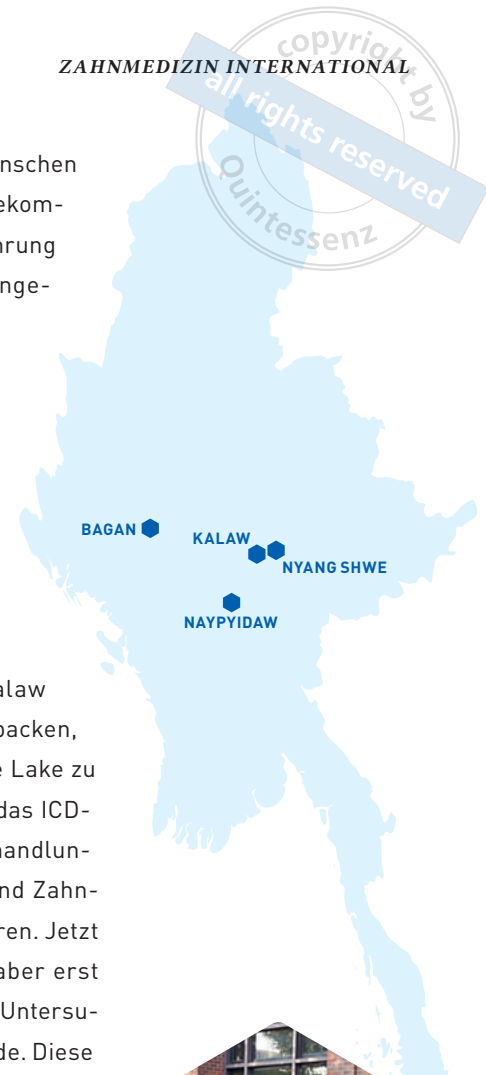 ZAHNMEDIZIN INTERNATIONAL
copyright by
all rights reserved
Quintessenz
nschen
ekom-
hrung
nge-
BAGAN
KALAW
NYANG SHWE
NAYPYIDAW
alaw
packen,
e Lake zu
das ICD-
handlun-
nd Zahn-
ren. Jetzt
aber erst
Untersu-
de. Diese